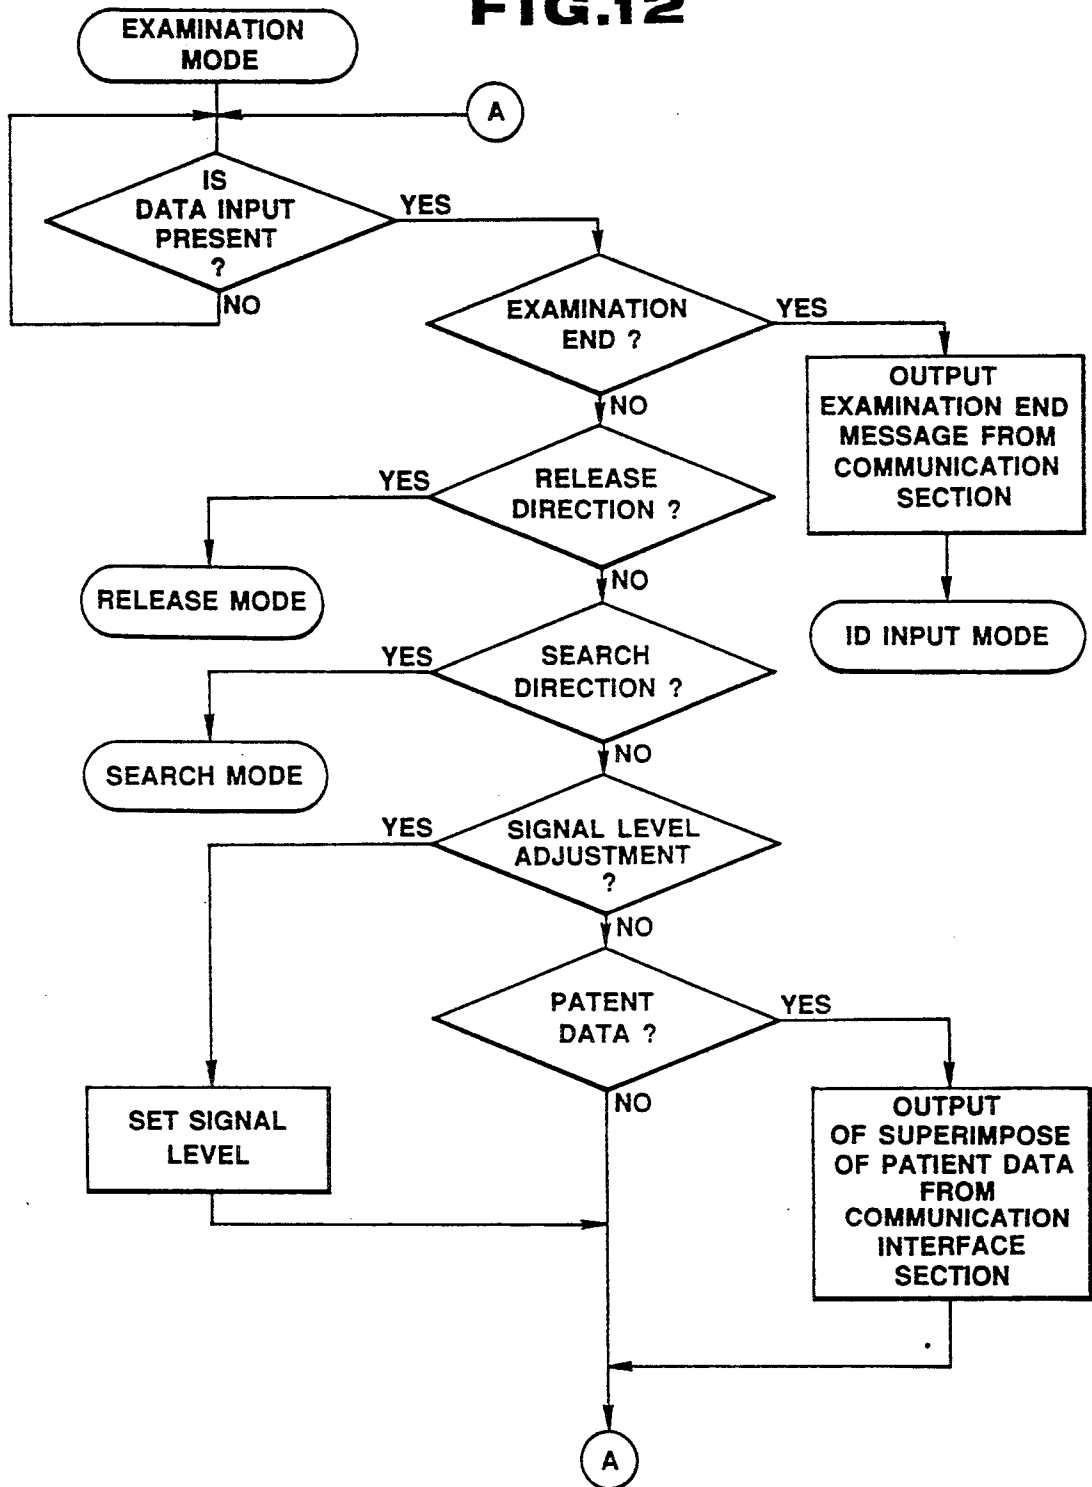 FIG.12
EXAMINATION
MODE
A
IS
DATA INPUT
PRESENT
?
YES
NO
EXAMINATION
END ?
YES
NO
OUTPUT
EXAMINATION END
MESSAGE FROM
COMMUNICATION
SECTION
RELEASE
DIRECTION ?
YES
NO
RELEASE MODE
ID INPUT MODE
SEARCH
DIRECTION ?
YES
NO
SEARCH MODE
SIGNAL LEVEL
ADJUSTMENT
?
YES
NO
PATENT
DATA ?
YES
NO
SET SIGNAL
LEVEL
OUTPUT
OF SUPERIMPOSE
OF PATIENT DATA
FROM
COMMUNICATION
INTERFACE
SECTION
A